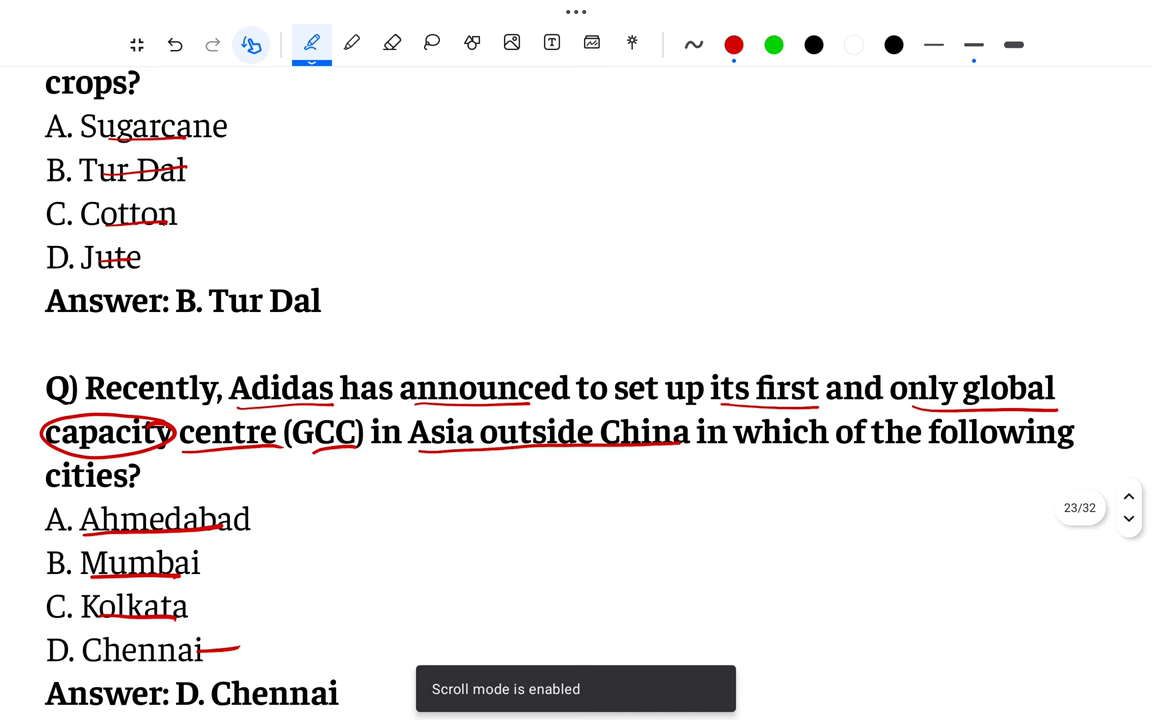 crops?
A. Sugarcane
B. Tur Dal
C. Cotton
D. Jute
Answer: B. Tur Dal
Q) Recently, Adidas has announced to set up its first and only global
capacity centre (GCC) in Asia outside China in which of the following
cities?
23/32
A. Ahmedabad
B. Mumbai
C. Kolkata
D. Chennai
Scroll mode is enabled
Answer: D. Chennai